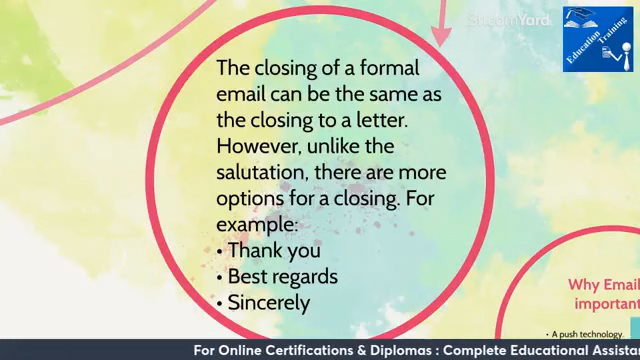 StreamYard
Education
Training
The closing of a formal
email can be the same as
the closing to a letter.
However, unlike the
salutation, there are more
options for a closing. For
example:
• Thank you
• Best regards
• Sincerely
Why Email
important
• A push technology.
For Online Certifications & Diplomas : Complete Educational Assista